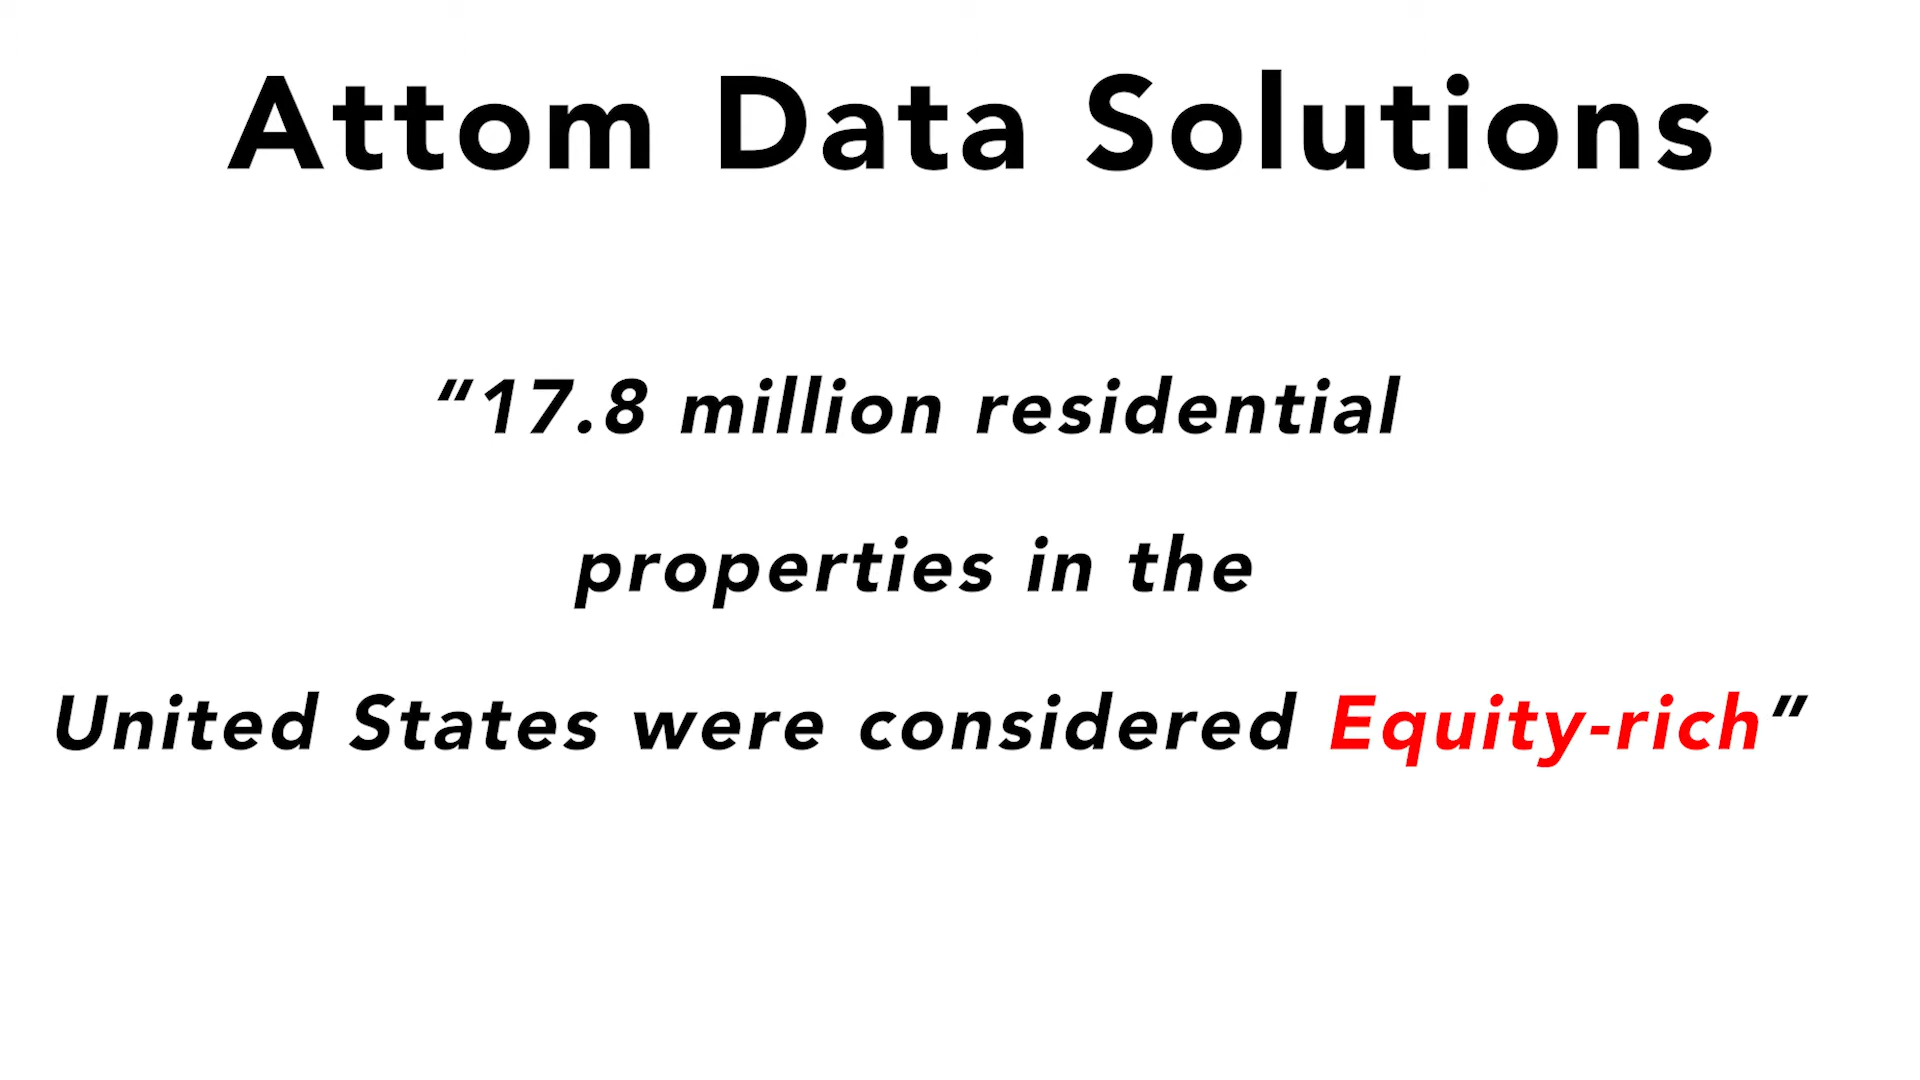 Attom Data Solutions
“17.8 million residential
properties in the
United States were considered Equity-rich”